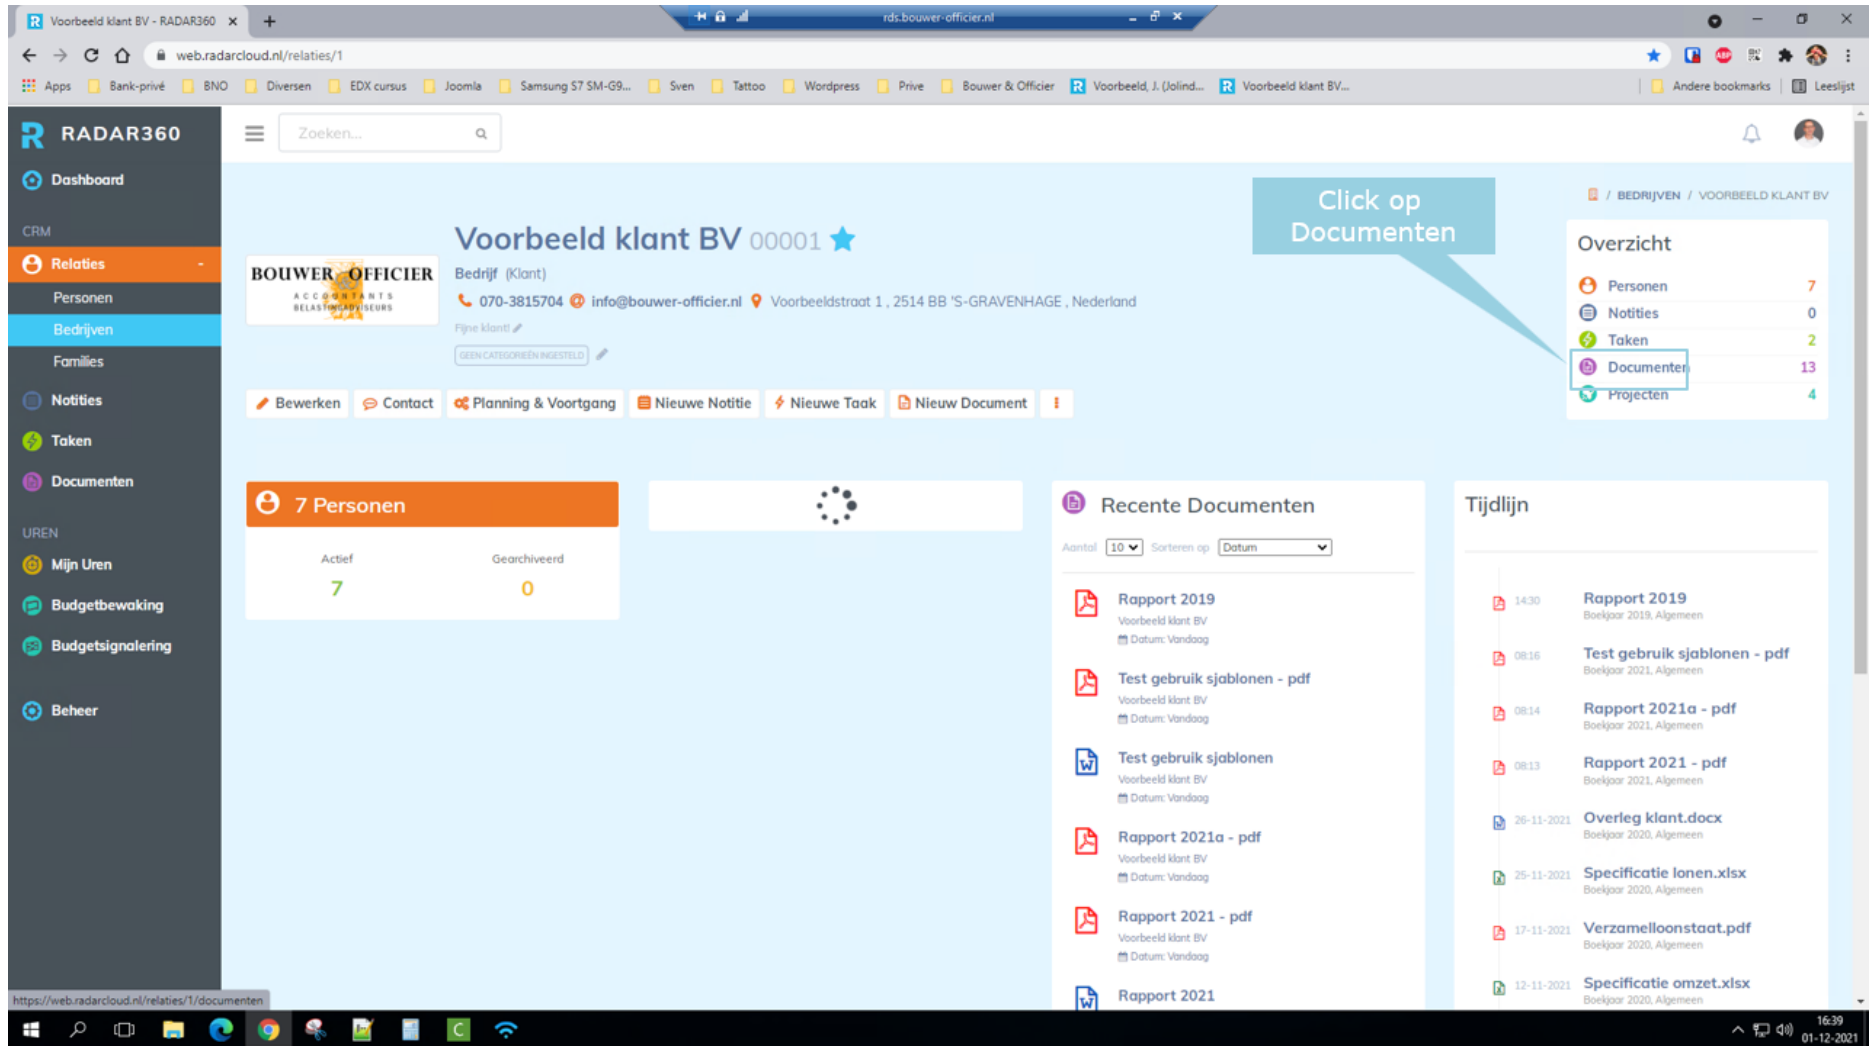 Voorbeeld klant BV - RADAR360
rds.bouwer-officier.nl
web.radarcloud.nl/relaties/1
Apps
Bank-privé
BNO
Diversen
EDX cursus
Joomla
Samsung S7 SM-G9...
Sven
Tattoo
Wordpress
Prive
Bouwer & Officier
Voorbeeld, J. (Jolind...
Voorbeeld klant BV...
Andere bookmarks
Leeslijst
RADAR360
Zoeken...
Dashboard
CRM
Relaties -
Personen
Bedrijven
Families
Notities
Taken
Documenten
UREN
Mijn Uren
Budgetbewaking
Budgetsignalering
Beheer
/ BEDRIJVEN / VOORBEELD KLANT BV
Click op
Documenten
BOUWER OFFICIER
ACCOUNTANTS
BELASTINGADVISEURS
Voorbeeld klant BV 00001
Bedrijf (Klant)
070-3815704 info@bouwer-officier.nl Voorbeeldstraat 1 , 2514 BB 'S-GRAVENHAGE , Nederland
Fijne klant!
GEEN CATEGORIEËN INGESTELD
Bewerken
Contact
Planning & Voortgang
Nieuwe Notitie
Nieuwe Taak
Nieuw Document
Overzicht
Personen 7
Notities 0
Taken 2
Documenten 13
Projecten 4
7 Personen
Actief Gearchiveerd
7 0
Recente Documenten
Aantal 10 Sorteren op Datum
Rapport 2019
Voorbeeld klant BV
Datum: Vandaag
Test gebruik sjablonen - pdf
Voorbeeld klant BV
Datum: Vandaag
Test gebruik sjablonen
Voorbeeld klant BV
Datum: Vandaag
Rapport 2021a - pdf
Voorbeeld klant BV
Datum: Vandaag
Rapport 2021 - pdf
Voorbeeld klant BV
Datum: Vandaag
Rapport 2021
Tijdlijn
14:30 Rapport 2019
Boekjaar 2019, Algemeen
08:16 Test gebruik sjablonen - pdf
Boekjaar 2021, Algemeen
08:14 Rapport 2021a - pdf
Boekjaar 2021, Algemeen
08:13 Rapport 2021 - pdf
Boekjaar 2021, Algemeen
26-11-2021 Overleg klant.docx
Boekjaar 2020, Algemeen
25-11-2021 Specificatie lonen.xlsx
Boekjaar 2020, Algemeen
17-11-2021 Verzamelloonstaat.pdf
Boekjaar 2020, Algemeen
12-11-2021 Specificatie omzet.xlsx
Boekjaar 2020, Algemeen
https://web.radarcloud.nl/relaties/1/documenten
16:39
01-12-2021